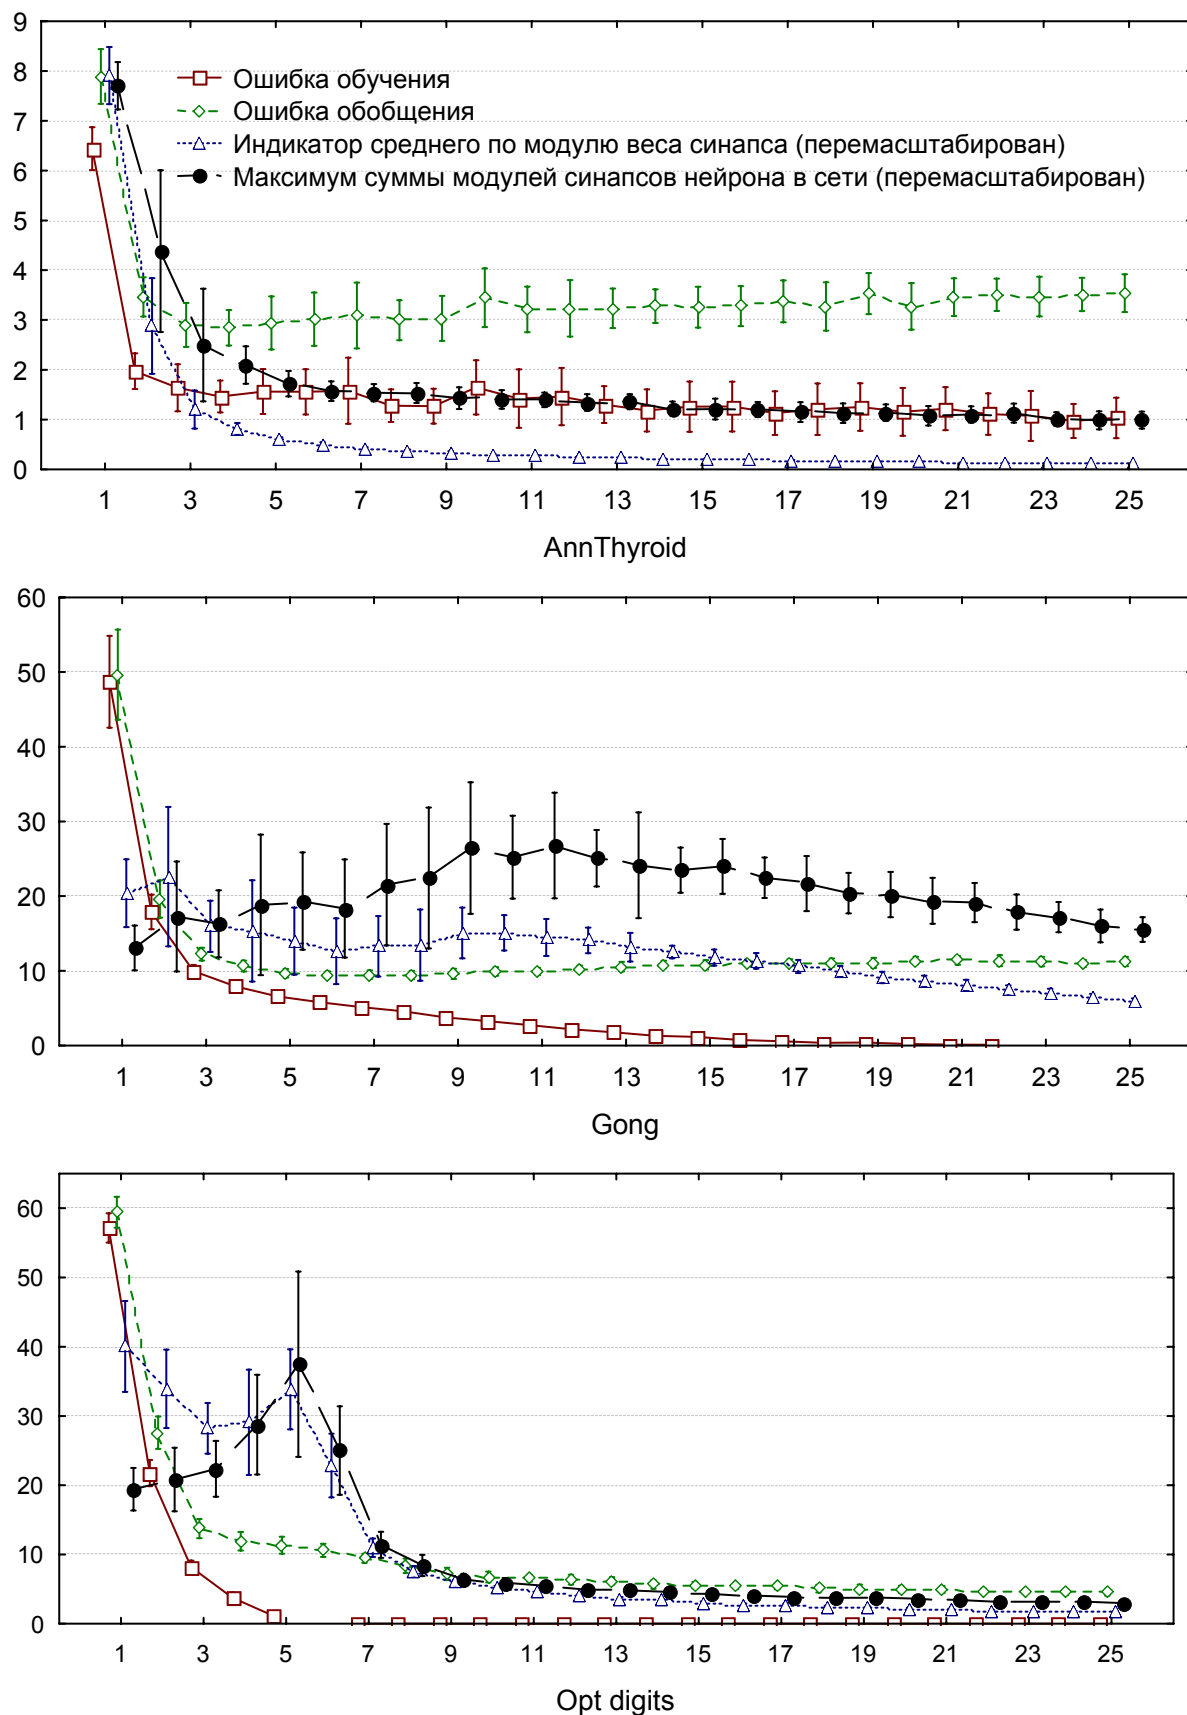 9
8
7
6
5
4
3
2
1
0
Ошибка обучения
Ошибка обобщения
Индикатор среднего по модулю веса синапса (перемасштабирован)
Максимум суммы модулей синапсов нейрона в сети (перемасштабирован)
1 3 5 7 9 11 13 15 17 19 21 23 25
AnnThyroid
60
50
40
30
20
10
0
1 3 5 7 9 11 13 15 17 19 21 23 25
Gong
60
50
40
30
20
10
0
1 3 5 7 9 11 13 15 17 19 21 23 25
Opt digits